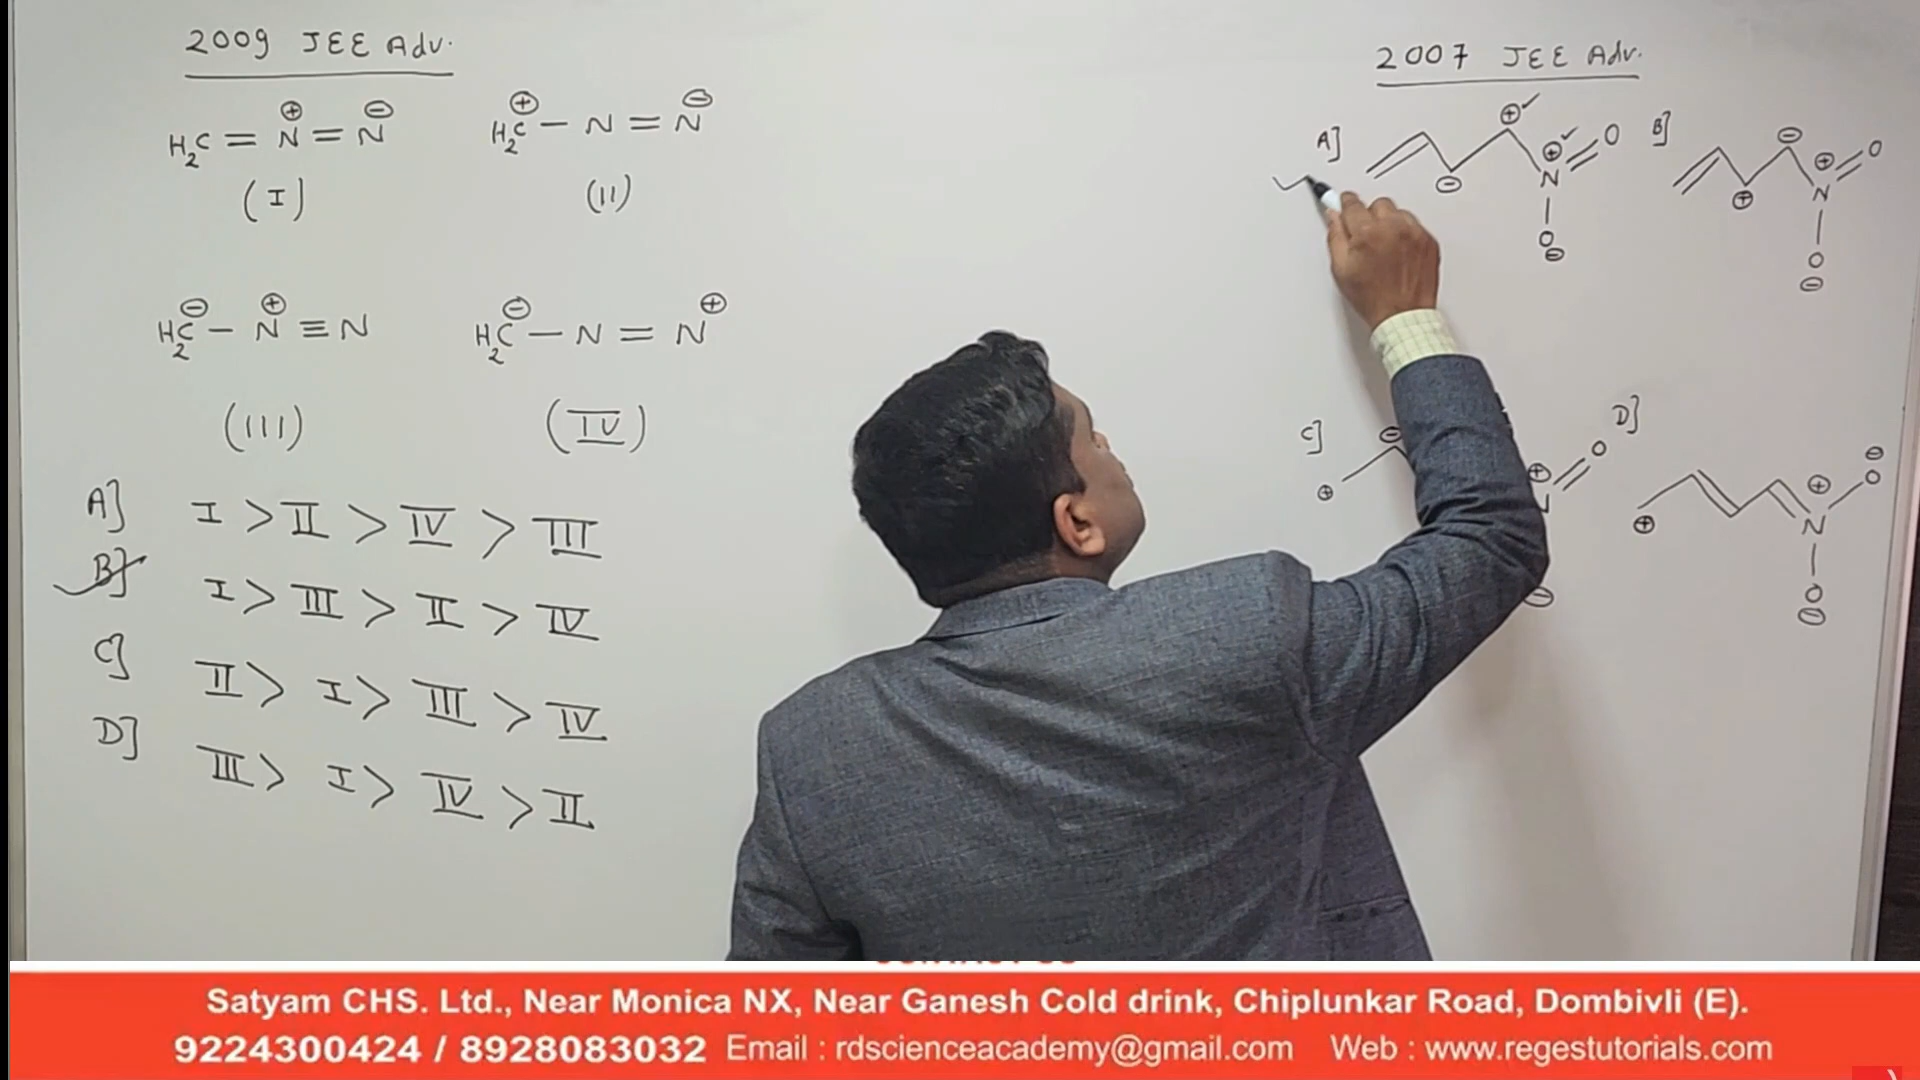 2009 JEE Adv.
H₂C = N⊕ = N⊖
(I)
H₂C⊕ — N = N⊖
(II)
H₂C⊖ — N⊕ ≡ N
(III)
H₂C⊖ — N = N⊕
(IV)
A] I > II > IV > III
B] I > III > II > IV
C] II > I > III > IV
D] III > I > IV > II
2007 JEE Adv.
A] ⊖ ⊕ N⊕ O
O⊖
B] ⊕ ⊖ N⊕ O
O⊖
C] ⊕ ⊖ ⊕ O
⊖
D] ⊕ N⊕ O⊖
O⊖
Satyam CHS. Ltd., Near Monica NX, Near Ganesh Cold drink, Chiplunkar Road, Dombivli (E).
9224300424 / 8928083032 Email : rdscienceacademy@gmail.com Web : www.regestutorials.com